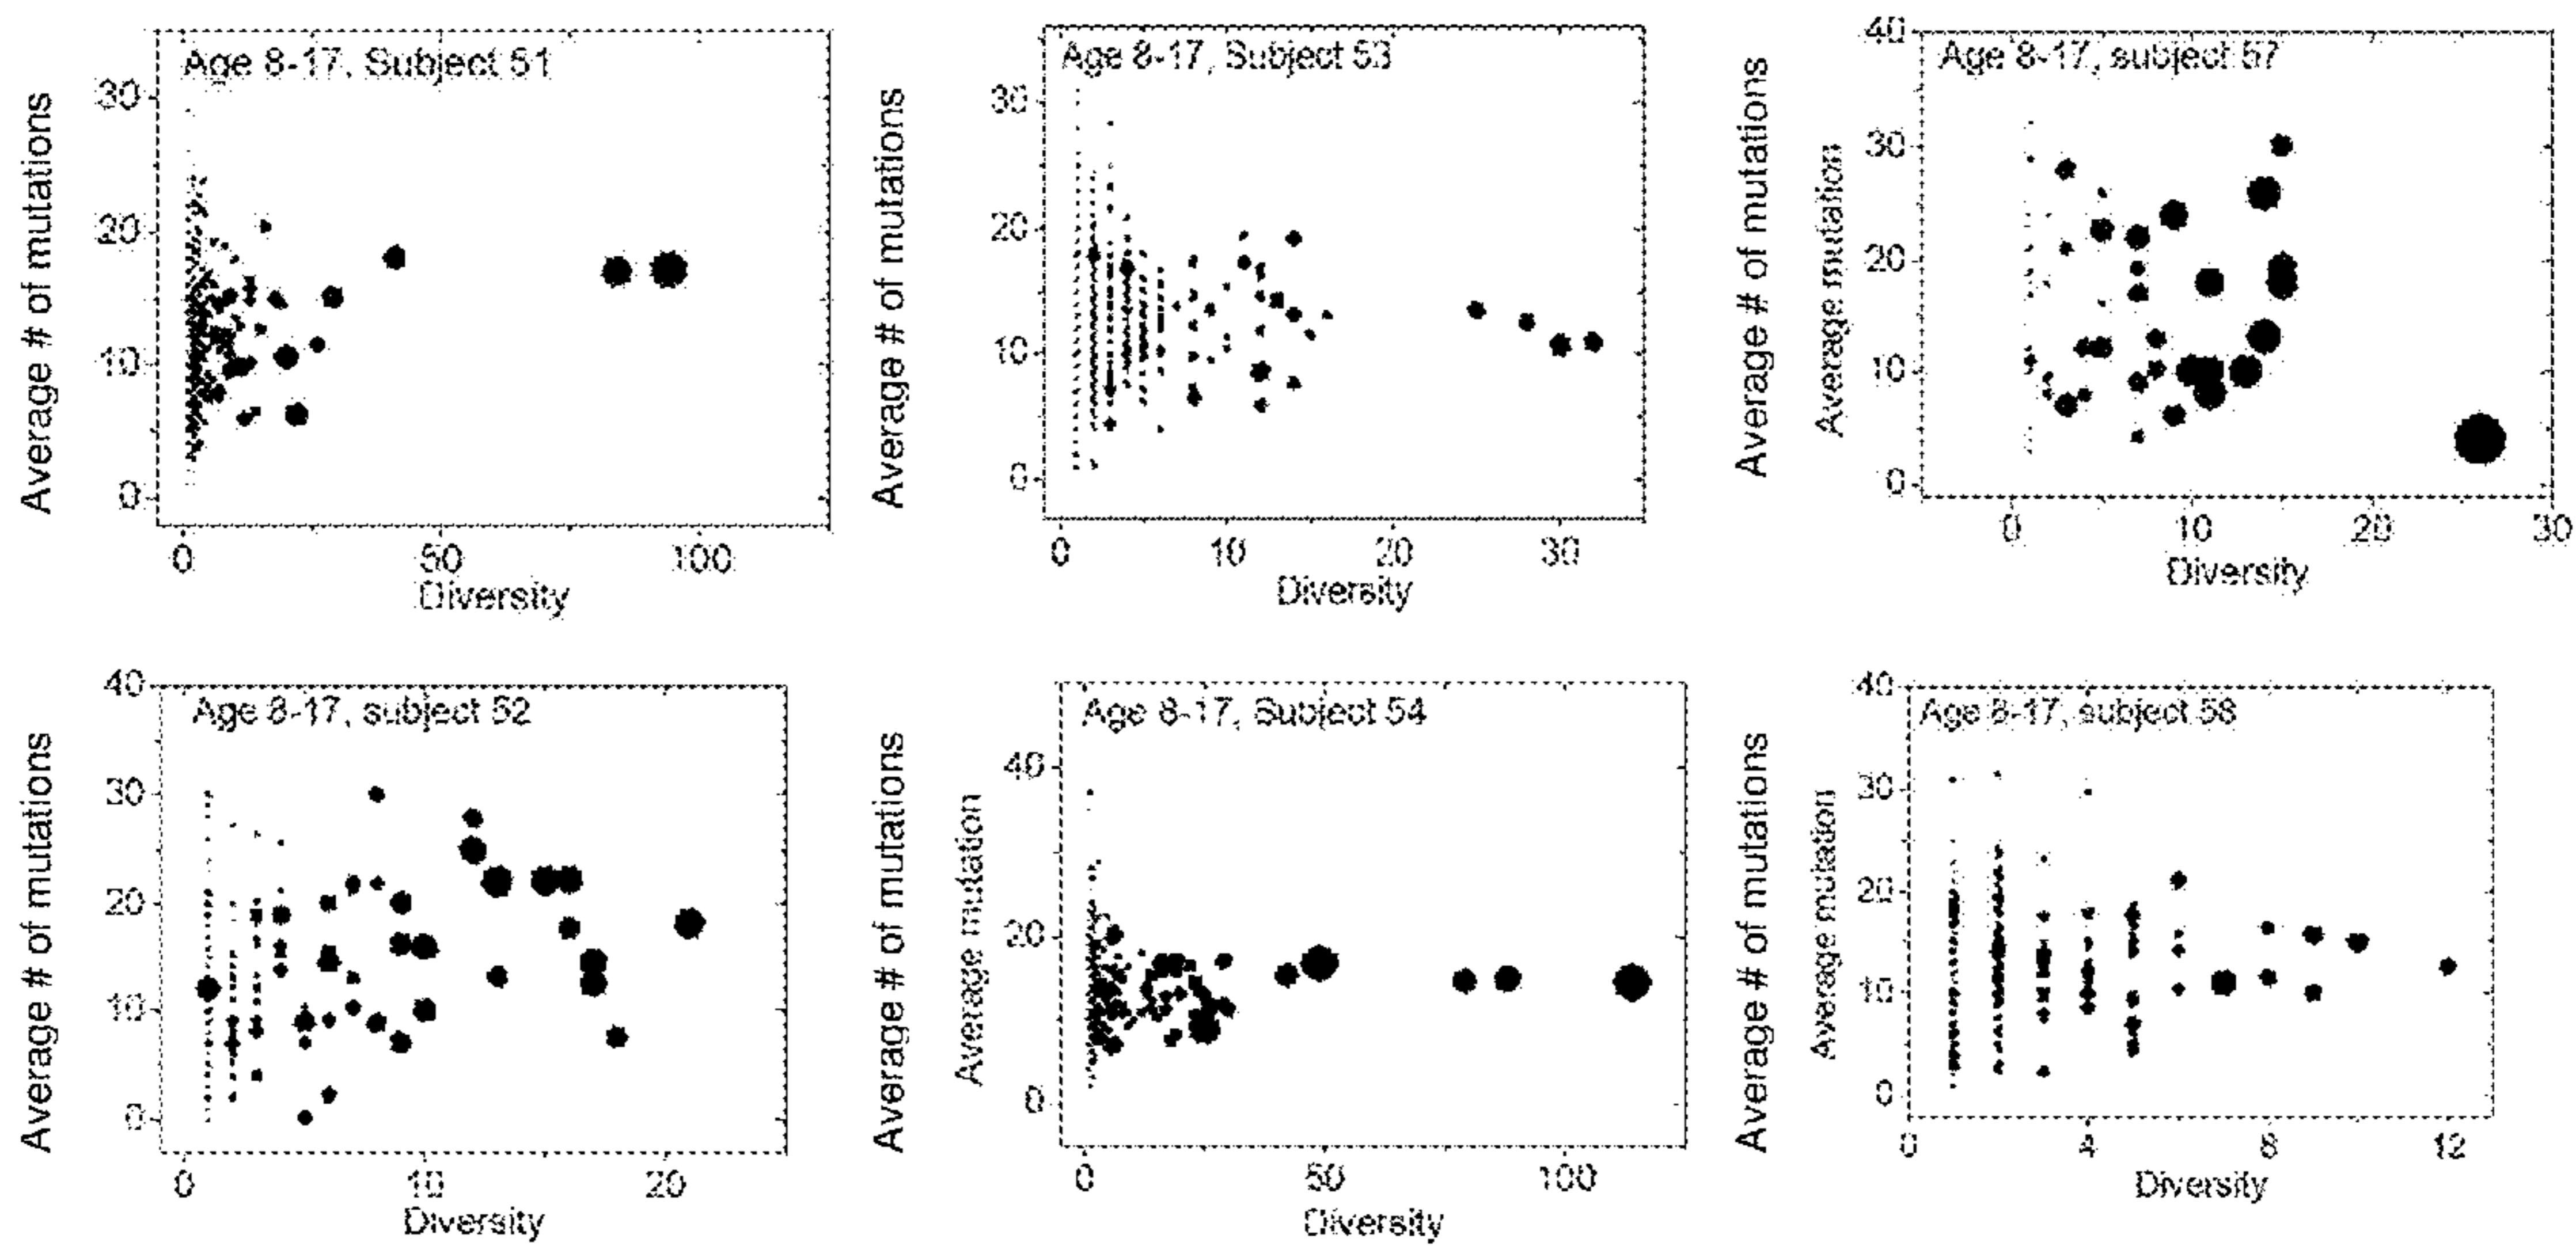 Average # of mutations
Age 8-17, Subject 51
30
20
10
0
0 50 100
Diversity
Average # of mutations
Age 8-17, Subject 53
30
20
10
0
0 10 20 30
Diversity
Average # of mutations
Average mutation
Age 8-17, subject 57
40
30
20
10
0
0 10 20 30
Diversity
Average # of mutations
Age 8-17, subject 52
40
30
20
10
0
0 10 20
Diversity
Average # of mutations
Average mutation
Age 8-17, Subject 54
40
20
0
0 50 100
Diversity
Average # of mutations
Average mutation
Age 8-17, subject 58
40
30
20
10
0
0 4 8 12
Diversity